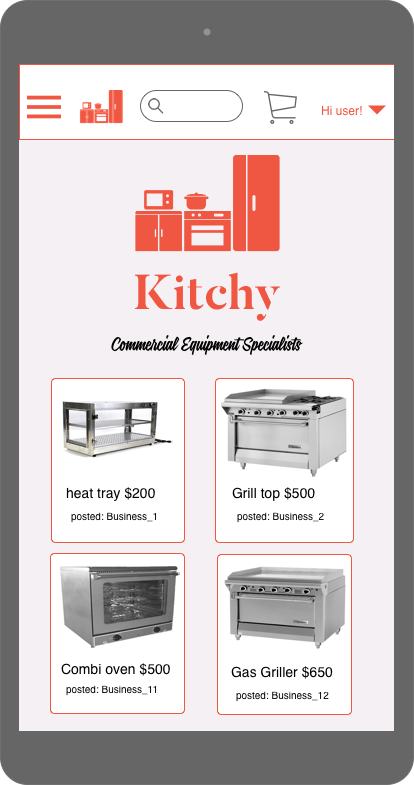 Hi user!
Kitchy
Commercial Equipment Specialists
heat tray $200
posted: Business_1
Grill top $500
posted: Business_2
Combi oven $500
posted: Business_11
Gas Griller $650
posted: Business_12